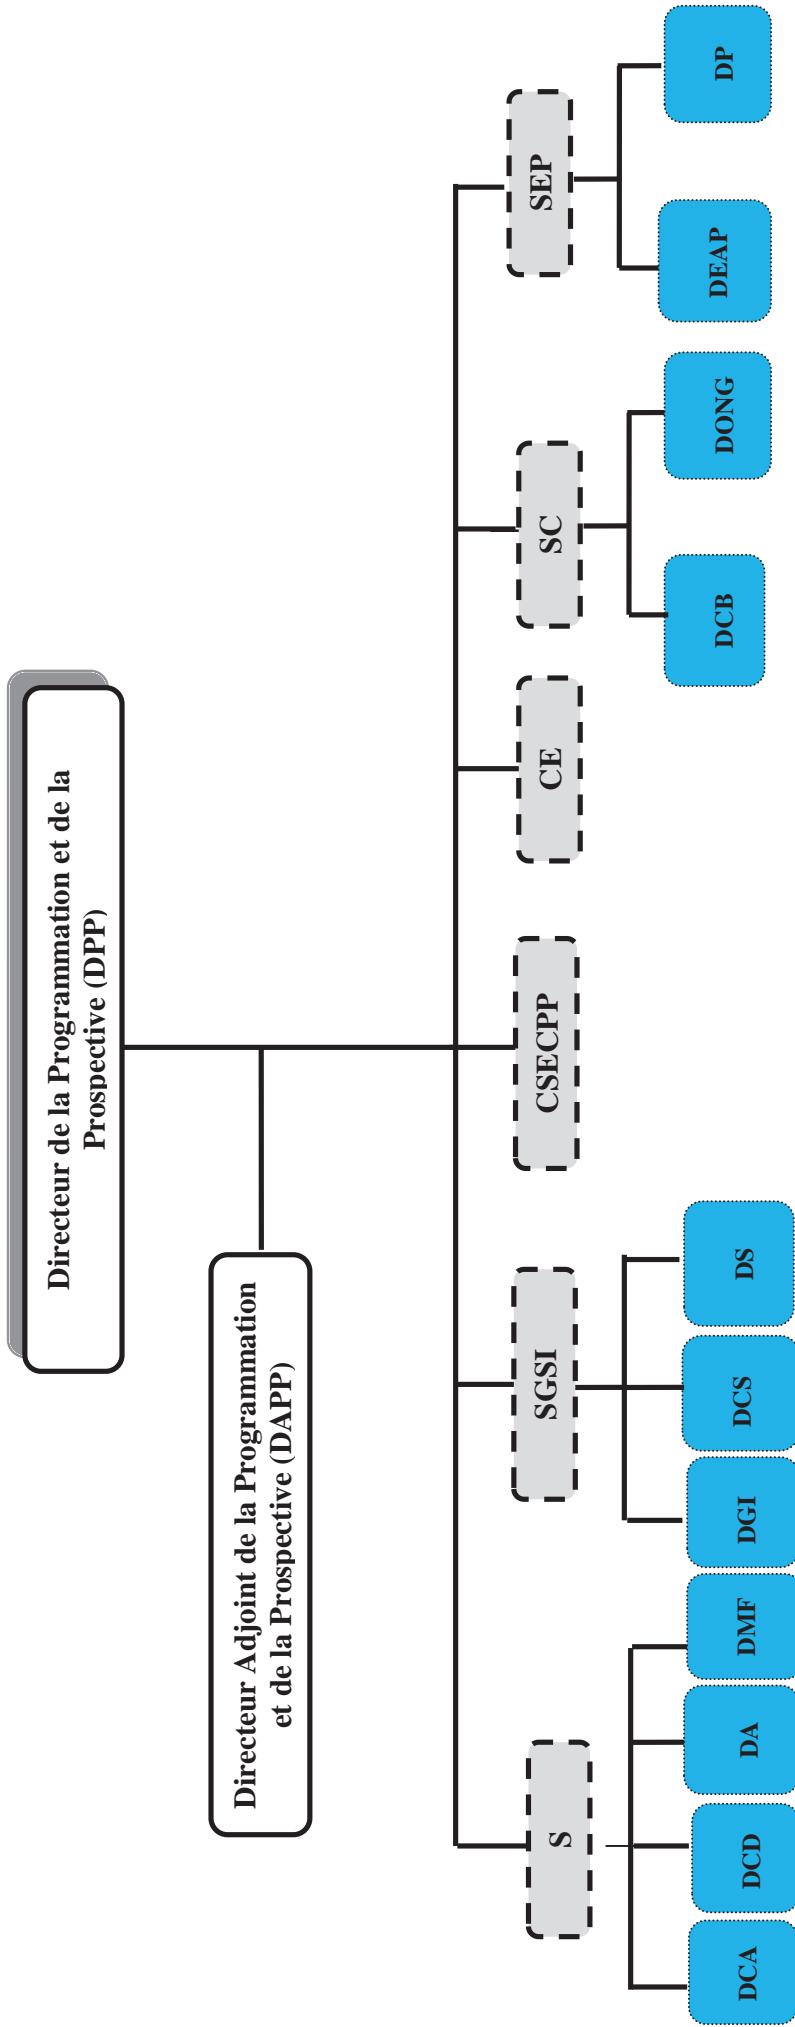 Directeur de la Programmation et de la
Prospective (DPP)
Directeur Adjoint de la Programmation
et de la Prospective (DAPP)
S
SGSI
CSECPP
CE
SC
SEP
DCA
DCD
DA
DMF
DGI
DCS
DS
DCB
DONG
DEAP
DP